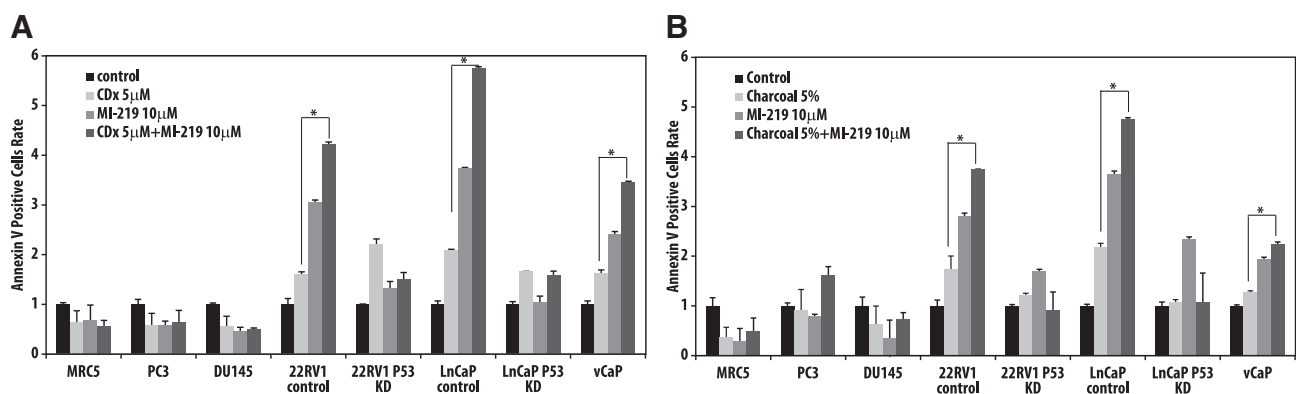 A
Annexin V Positive Cells Rate
6
5
4
3
2
1
0
control
CDx 5μM
MI-219 10μM
CDx 5μM+MI-219 10μM
*
*
*
MRC5
PC3
DU145
22RV1
control
22RV1 P53
KD
LnCaP
control
LnCaP P53
KD
vCaP
B
Annexin V Positive Cells Rate
6
5
4
3
2
1
0
Control
Charcoal 5%
MI-219 10μM
Charcoal 5%+MI-219 10μM
*
*
*
MRC5
PC3
DU145
22RV1
control
22RV1 P53
KD
LnCaP
control
LnCaP P53
KD
vCaP